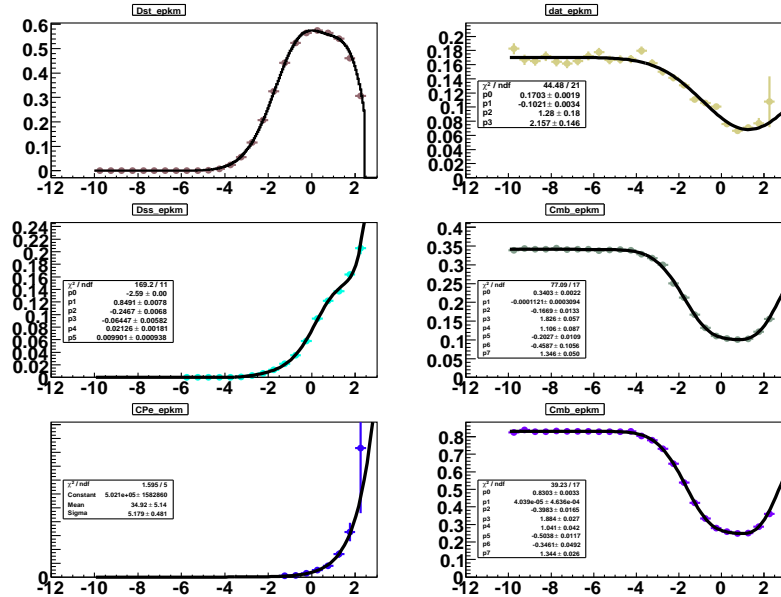 Dst_epkm
0.6
0.5
0.4
0.3
0.2
0.1
0
-12 -10 -8 -6 -4 -2 0 2
dat_epkm
0.2
0.18
0.16
0.14
0.12
0.1
0.08
0.06
0.04
0.02
0
-12 -10 -8 -6 -4 -2 0 2
χ² / ndf 44.48 / 21
p0 0.1703 ± 0.0019
p1 -0.1021 ± 0.0034
p2 1.28 ± 0.18
p3 2.157 ± 0.146
Dss_epkm
0.24
0.22
0.2
0.18
0.16
0.14
0.12
0.1
0.08
0.06
0.04
0.02
0
-12 -10 -8 -6 -4 -2 0 2
χ² / ndf 169.2 / 11
p0 -2.59 ± 0.00
p1 0.8491 ± 0.0078
p2 -0.2467 ± 0.0068
p3 -0.06447 ± 0.00582
p4 0.02126 ± 0.00181
p5 0.009901 ± 0.000938
Cmb_epkm
0.4
0.35
0.3
0.25
0.2
0.15
0.1
0.05
0
-12 -10 -8 -6 -4 -2 0 2
χ² / ndf 77.09 / 17
p0 0.3403 ± 0.0022
p1 -0.0001121 ± 0.0003094
p2 -0.1669 ± 0.0133
p3 1.826 ± 0.057
p4 1.106 ± 0.087
p5 -0.2027 ± 0.0109
p6 -0.4587 ± 0.1056
p7 1.346 ± 0.050
CPe_epkm
0
-12 -10 -8 -6 -4 -2 0 2
χ² / ndf 1.595 / 5
Constant 5.021e+05 ± 1582860
Mean 34.92 ± 5.14
Sigma 5.179 ± 0.481
Cmb_epkm
0.8
0.7
0.6
0.5
0.4
0.3
0.2
0.1
0
-12 -10 -8 -6 -4 -2 0 2
χ² / ndf 39.23 / 17
p0 0.8303 ± 0.0033
p1 4.039e-05 ± 4.636e-04
p2 -0.3983 ± 0.0165
p3 1.884 ± 0.027
p4 1.041 ± 0.042
p5 -0.5038 ± 0.0117
p6 -0.3461 ± 0.0492
p7 1.344 ± 0.026